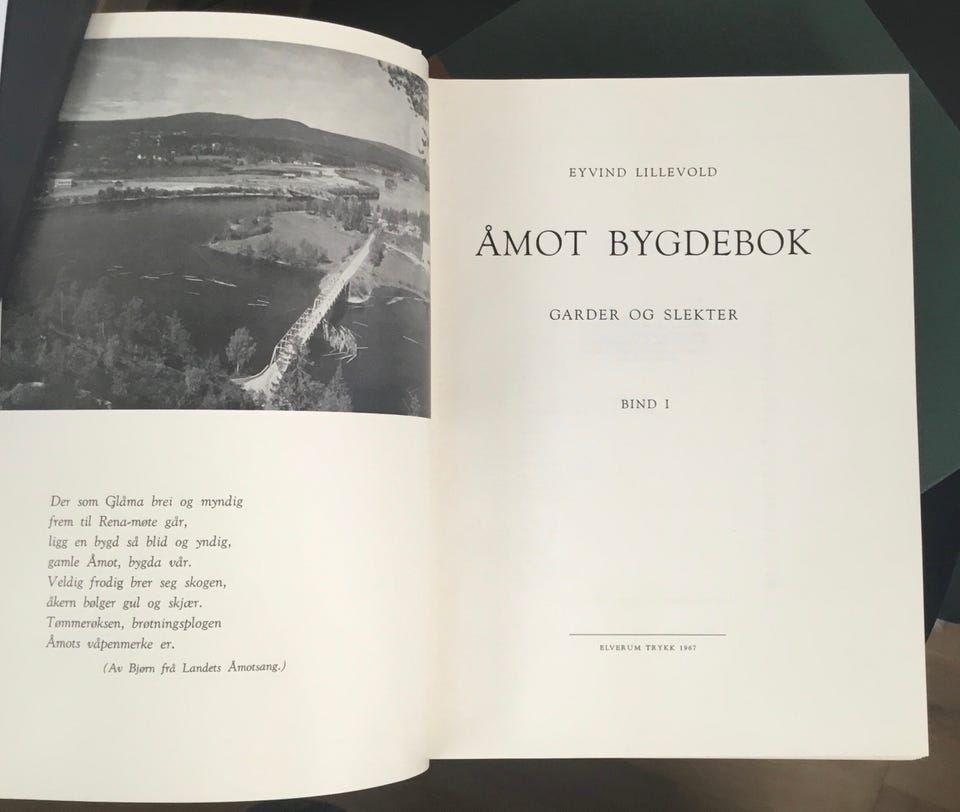 Der som Glåma brei og myndig
frem til Rena-møte går,
ligg en bygd så blid og yndig,
gamle Åmot, bygda vår.
Veldig frodig brer seg skogen,
åkern bølger gul og skjær.
Tømmerøksen, brøtningsplogen
Åmots våpenmerke er.
(Av Bjørn frå Landets Åmotsang.)
EYVIND LILLEVOLD
ÅMOT BYGDEBOK
GARDER OG SLEKTER
BIND I
ELVERUM TRYKK 1967